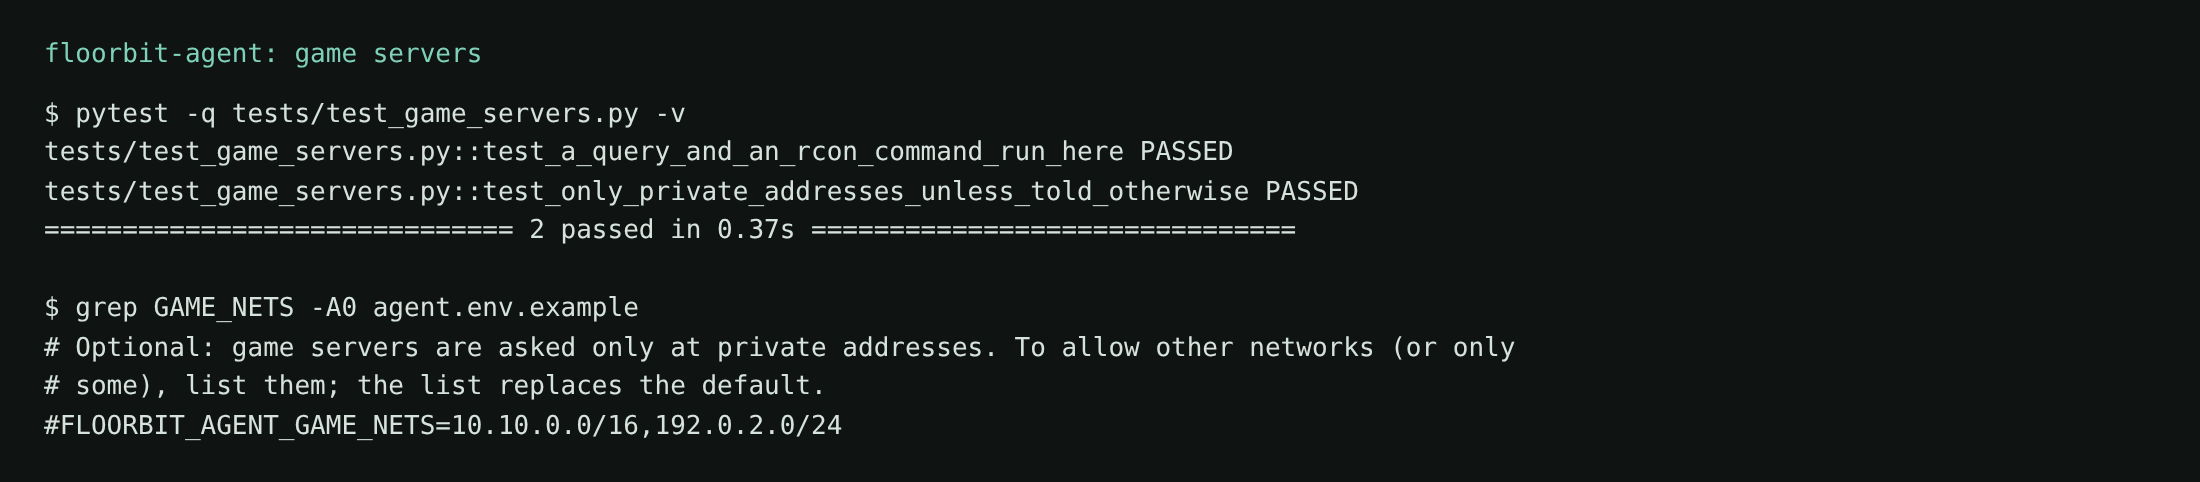 floorbit-agent: game servers
$ pytest -q tests/test_game_servers.py -v
tests/test_game_servers.py::test_a_query_and_an_rcon_command_run_here PASSED
tests/test_game_servers.py::test_only_private_addresses_unless_told_otherwise PASSED
============================== 2 passed in 0.37s ===============================
$ grep GAME_NETS -A0 agent.env.example
# Optional: game servers are asked only at private addresses. To allow other networks (or only
# some), list them; the list replaces the default.
#FLOORBIT_AGENT_GAME_NETS=10.10.0.0/16,192.0.2.0/24